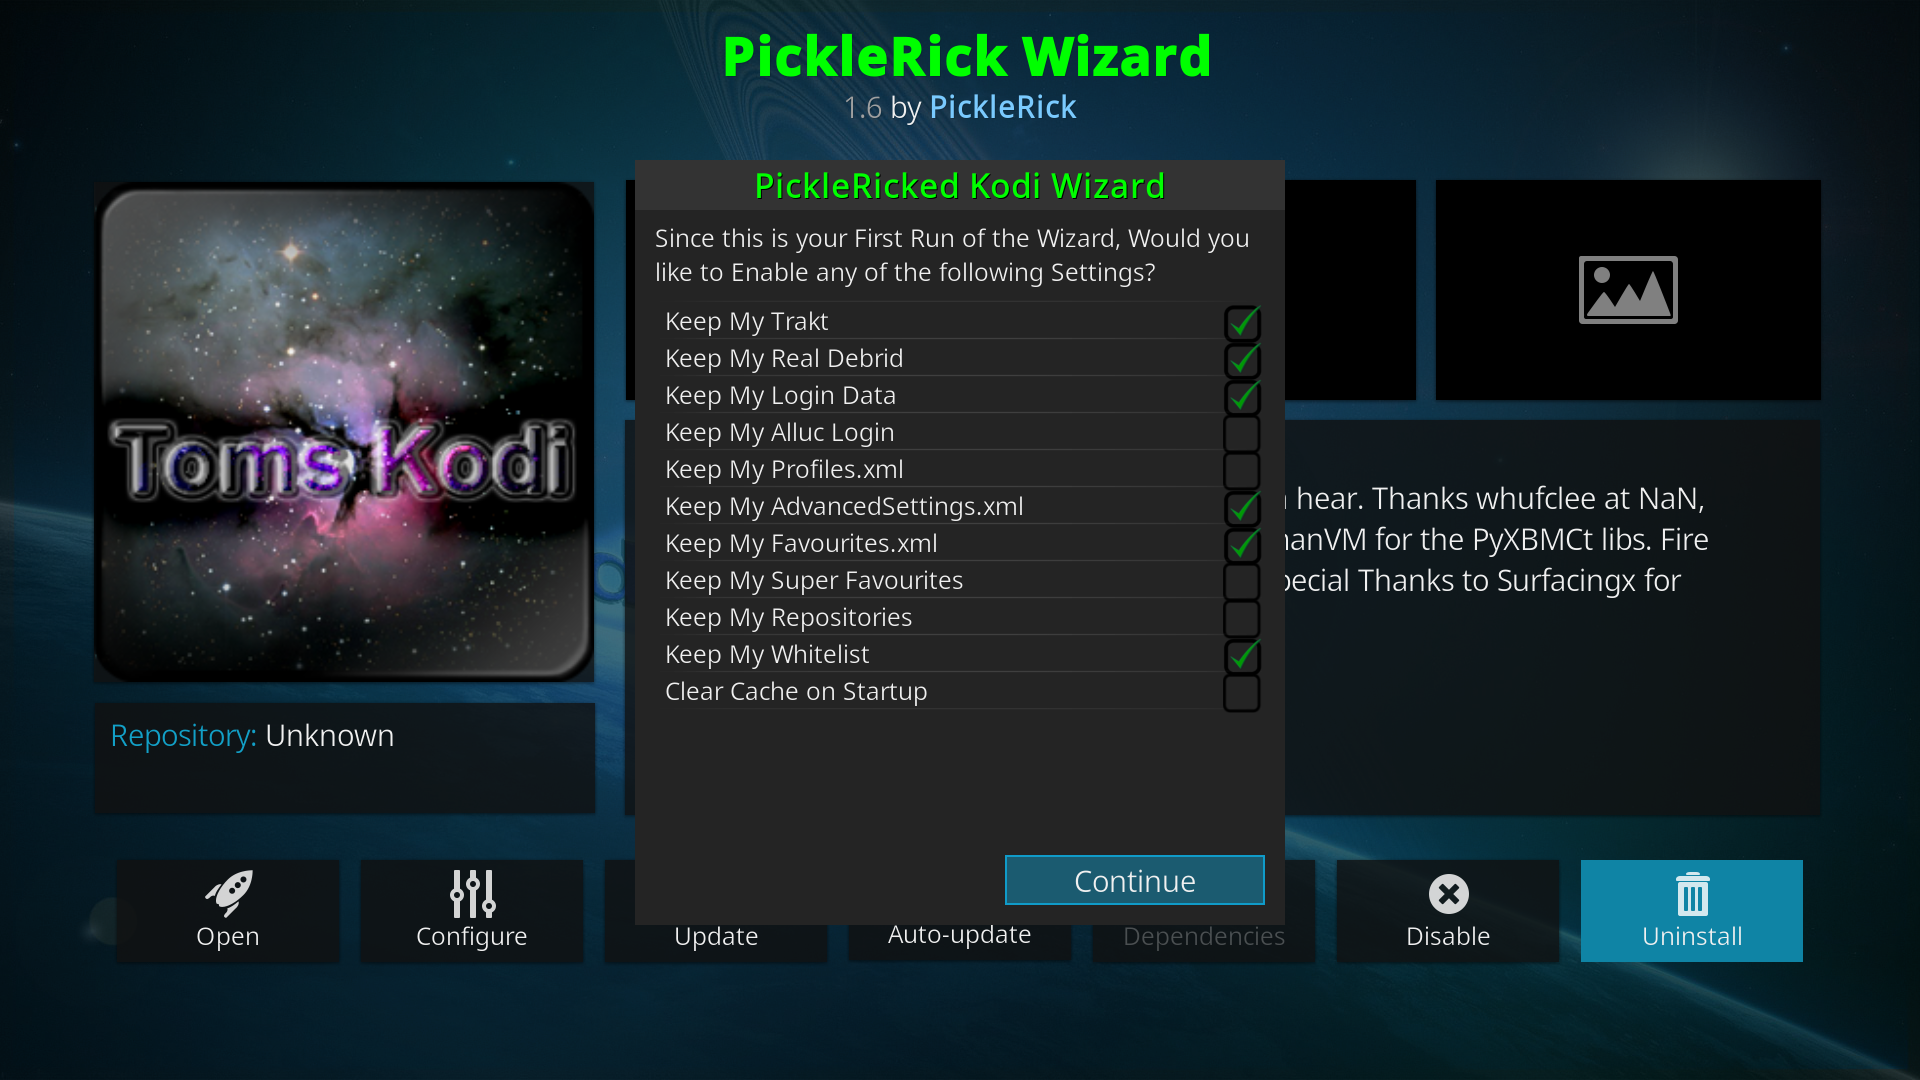 PickleRick Wizard
1.6 by PickleRick
PickleRicked Kodi Wizard
Since this is your First Run of the Wizard, Would you
like to Enable any of the following Settings?
Keep My Trakt
Keep My Real Debrid
Keep My Login Data
Keep My Alluc Login
Keep My Profiles.xml
Keep My AdvancedSettings.xml
Keep My Favourites.xml
Keep My Super Favourites
Keep My Repositories
Keep My Whitelist
Clear Cache on Startup
Continue
Toms Kodi
hear. Thanks whufclee at NaN,
for the PyXBMCt libs. Fire
Thanks to Surfacingx for
Repository: Unknown
Open
Configure
Update
Auto-update
Dependencies
Disable
Uninstall